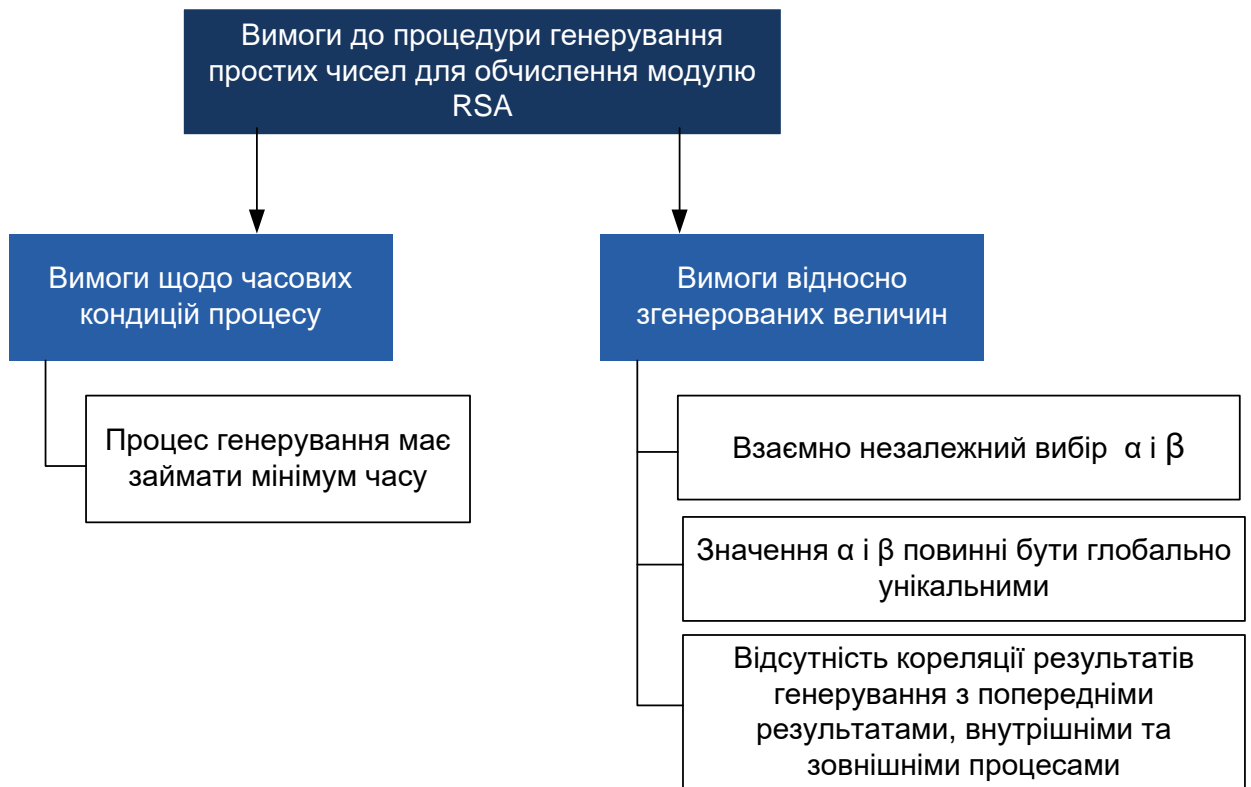 Вимоги до процедури генерування
простих чисел для обчислення модулю
RSA
Вимоги щодо часових
кондицій процесу
Процес генерування має
займати мінімум часу
Вимоги відносно
згенерованих величин
Взаємно незалежний вибір α і β
Значення α і β повинні бути глобально
унікальними
Відсутність кореляції результатів
генерування з попередніми
результатами, внутрішніми та
зовнішніми процесами